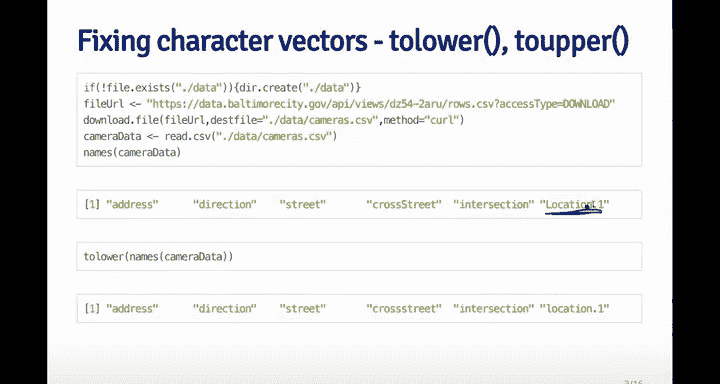 Fixing character vectors - tolower(), toupper()
if(!file.exists("./data")){dir.create("./data")}
fileUrl <- "https://data.baltimorecity.gov/api/views/dz54-2aru/rows.csv?accessType=DOWNLOAD"
download.file(fileUrl,destfile="./data/cameras.csv",method="curl")
cameraData <- read.csv("./data/cameras.csv")
names(cameraData)
[1] "address" "direction" "street" "crossStreet" "intersection" "Location.1"
tolower(names(cameraData))
[1] "address" "direction" "street" "crossstreet" "intersection" "location.1"